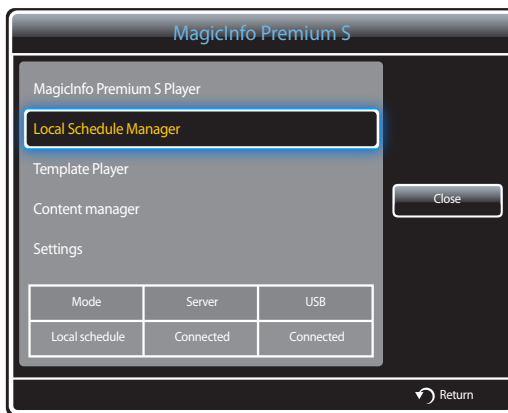 MagicInfo Premium S
MagicInfo Premium S Player
Local Schedule Manager
Template Player
Content manager
Settings
Close
Mode Server USB
Local schedule Connected Connected
Return